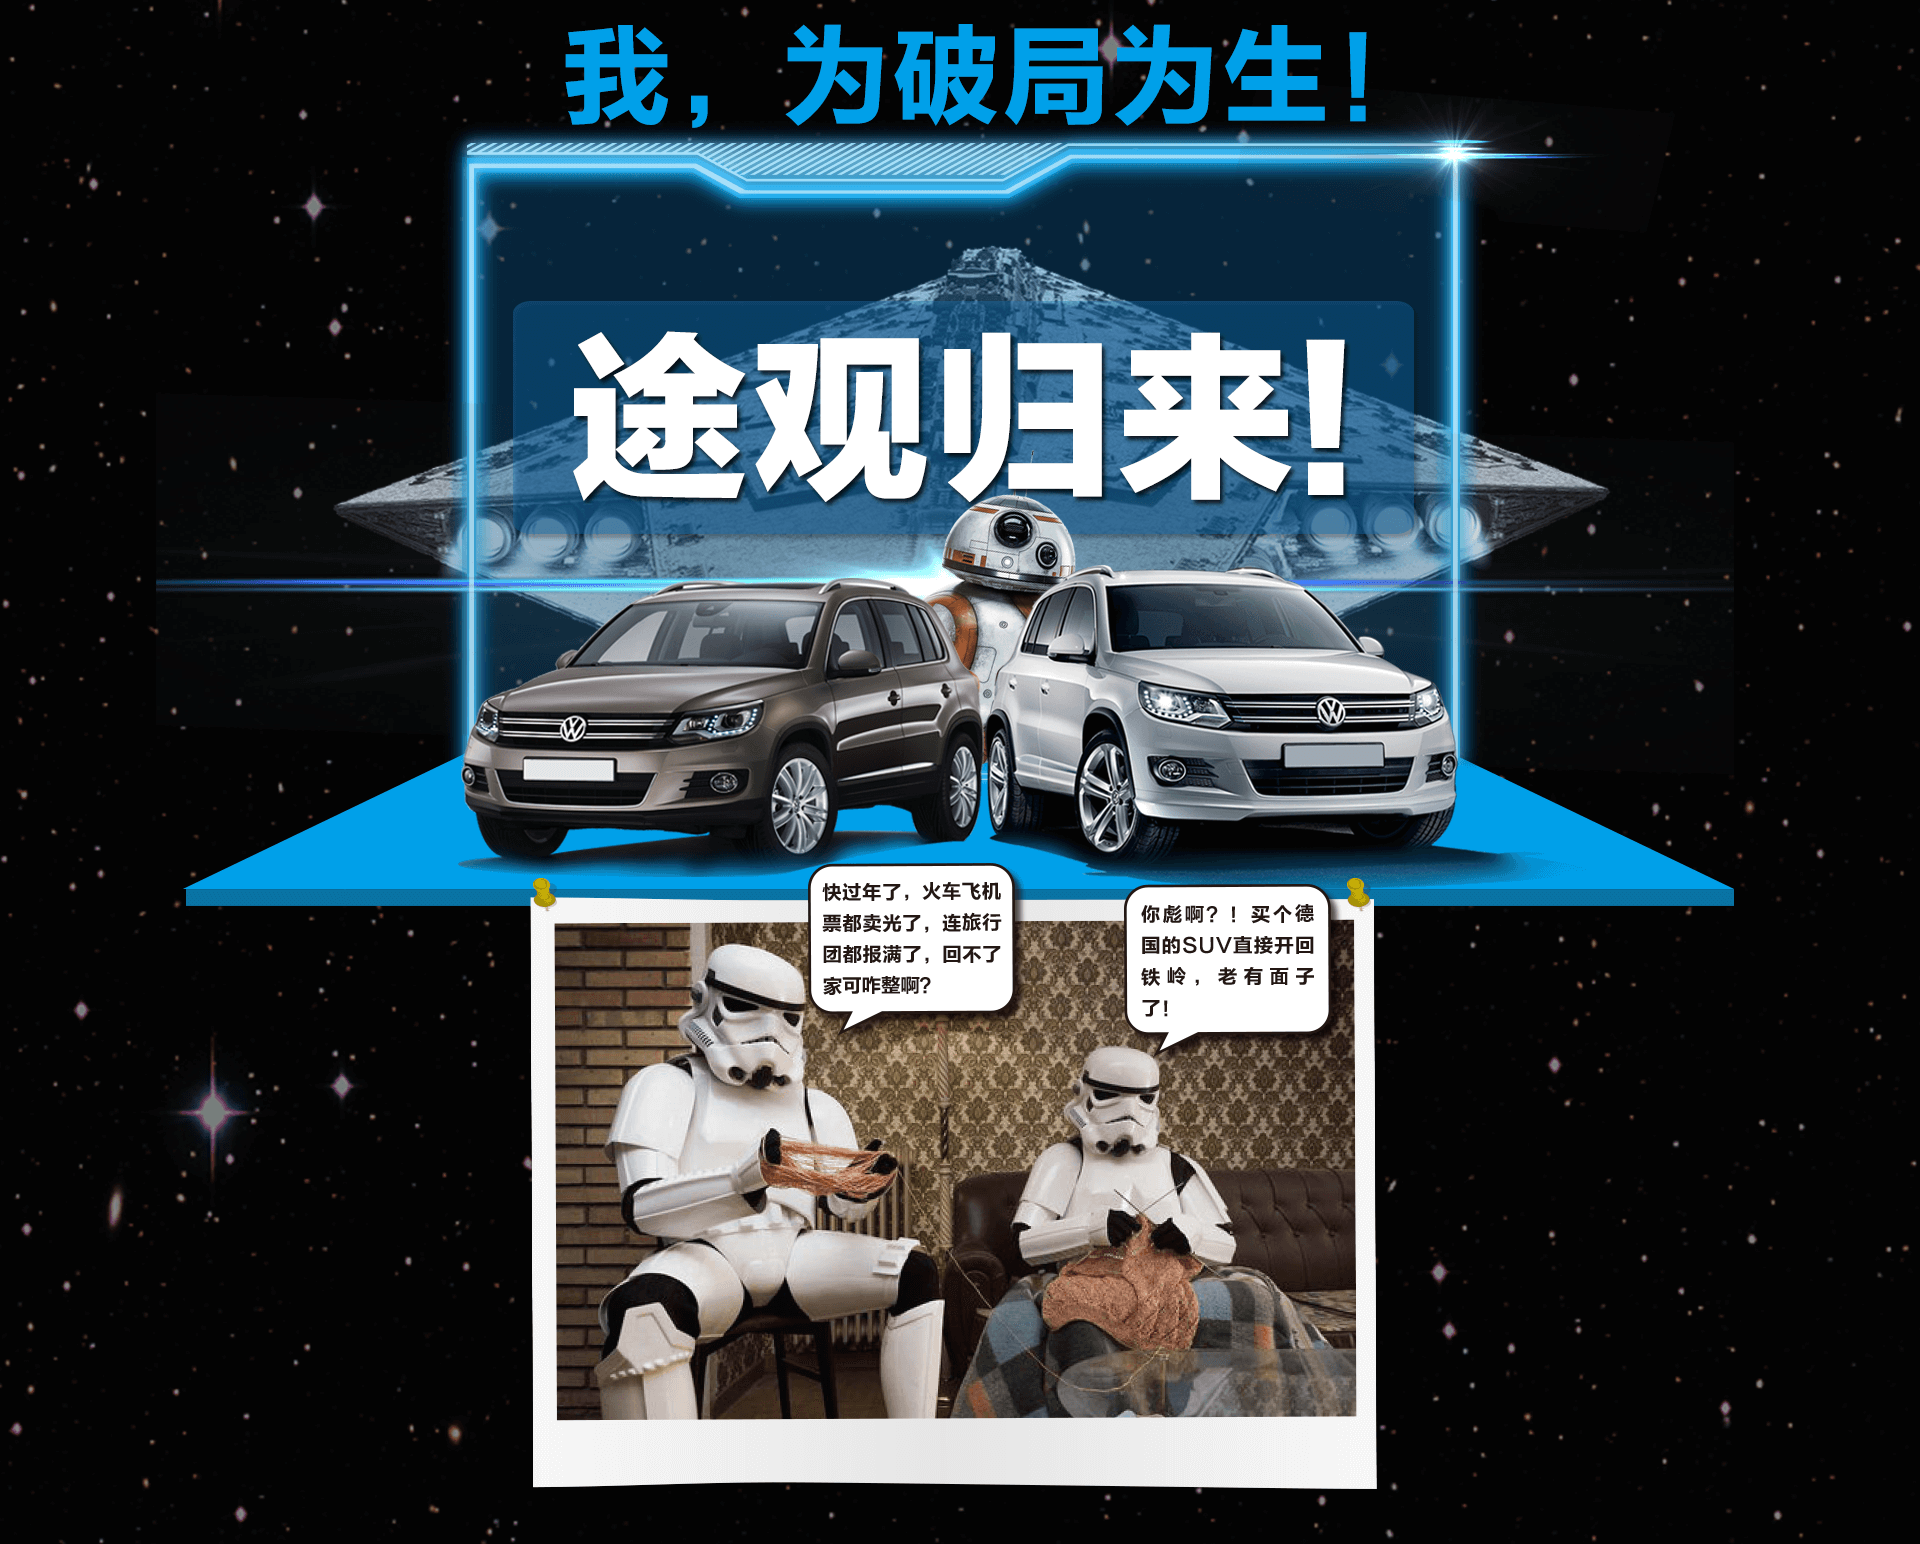 我，为破局为生！
途观归来！
快过年了，火车飞机
票都卖光了，连旅行
团都报满了，回不了
家可咋整啊？
你彪啊？！买个德
国的SUV直接开回
铁岭，老有面子
了！